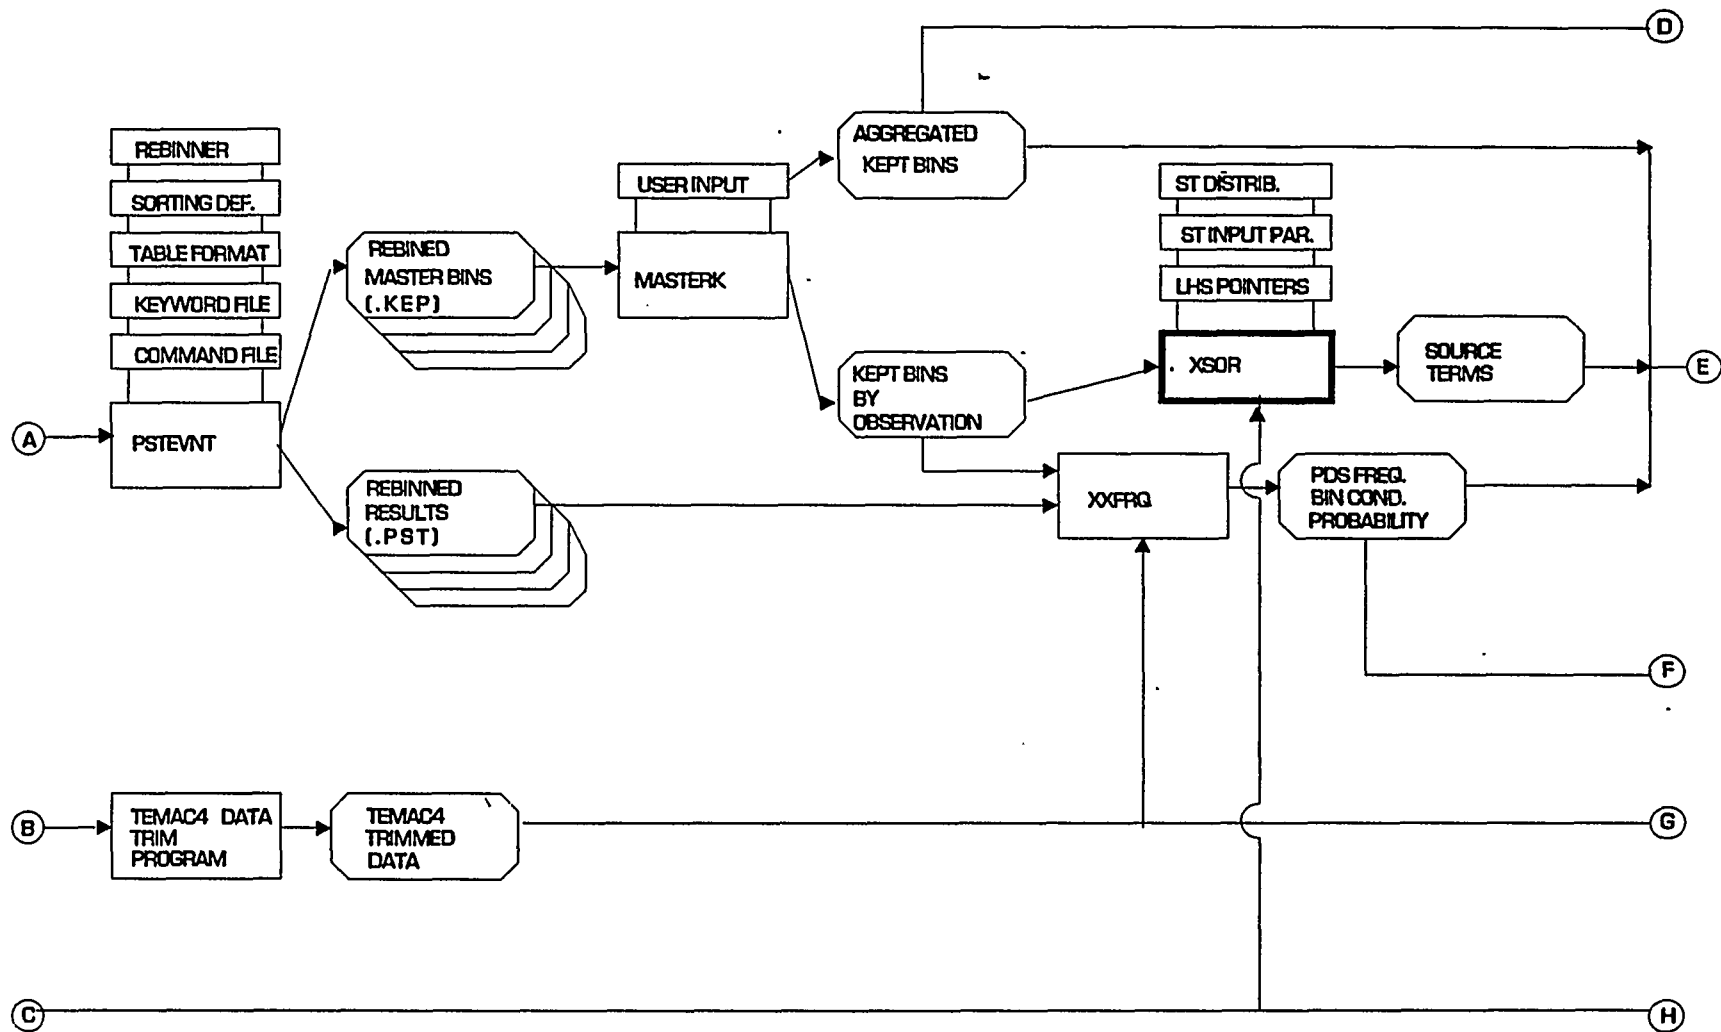 D
REBINNER
SORTING DEF.
TABLE FORMAT
KEYWORD FILE
COMMAND FILE
A
PSTEVNT
REBINED
MASTER BINS
(.KEP)
REBINNED
RESULTS
(.PST)
USER INPUT
MASTERK
AGGREGATED
KEPT BINS
KEPT BINS
BY
OBSERVATION
ST DISTRIB.
ST INPUT PAR.
LHS POINTERS
XSOR
SOURCE
TERMS
E
XXFRQ
PDS FREQ.
BIN COND.
PROBABILITY
F
B
TEMAC4 DATA
TRIM
PROGRAM
TEMAC4
TRIMMED
DATA
G
C
H